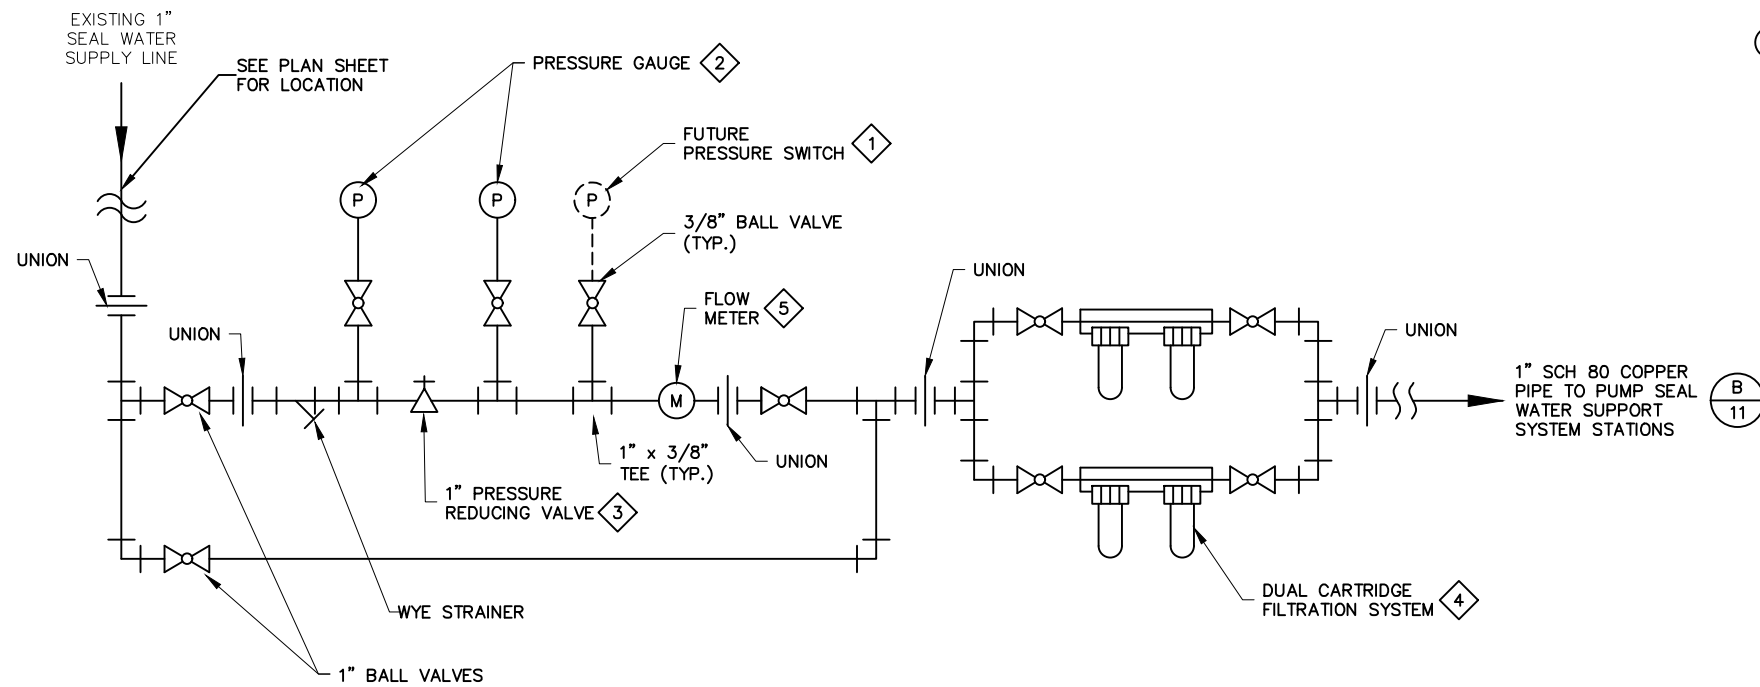 EXISTING 1"
SEAL WATER
SUPPLY LINE
SEE PLAN SHEET
FOR LOCATION
PRESSURE GAUGE 2
FUTURE
PRESSURE SWITCH 1
P
P
P
3/8" BALL VALVE
(TYP.)
UNION
UNION
FLOW
METER 5
UNION
UNION
M
1" SCH 80 COPPER
PIPE TO PUMP SEAL
WATER SUPPORT
SYSTEM STATIONS
B
11
1" x 3/8"
TEE (TYP.)
UNION
1" PRESSURE
REDUCING VALVE 3
WYE STRAINER
DUAL CARTRIDGE
FILTRATION SYSTEM 4
1" BALL VALVES